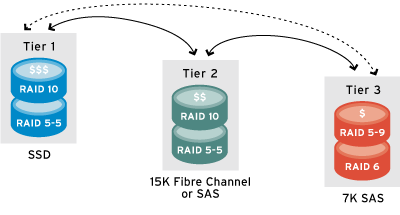 Tier 1
$$$
RAID 10
RAID 5-5
SSD
Tier 2
$$
RAID 10
RAID 5-5
15K Fibre Channel
or SAS
Tier 3
$
RAID 5-9
RAID 6
7K SAS